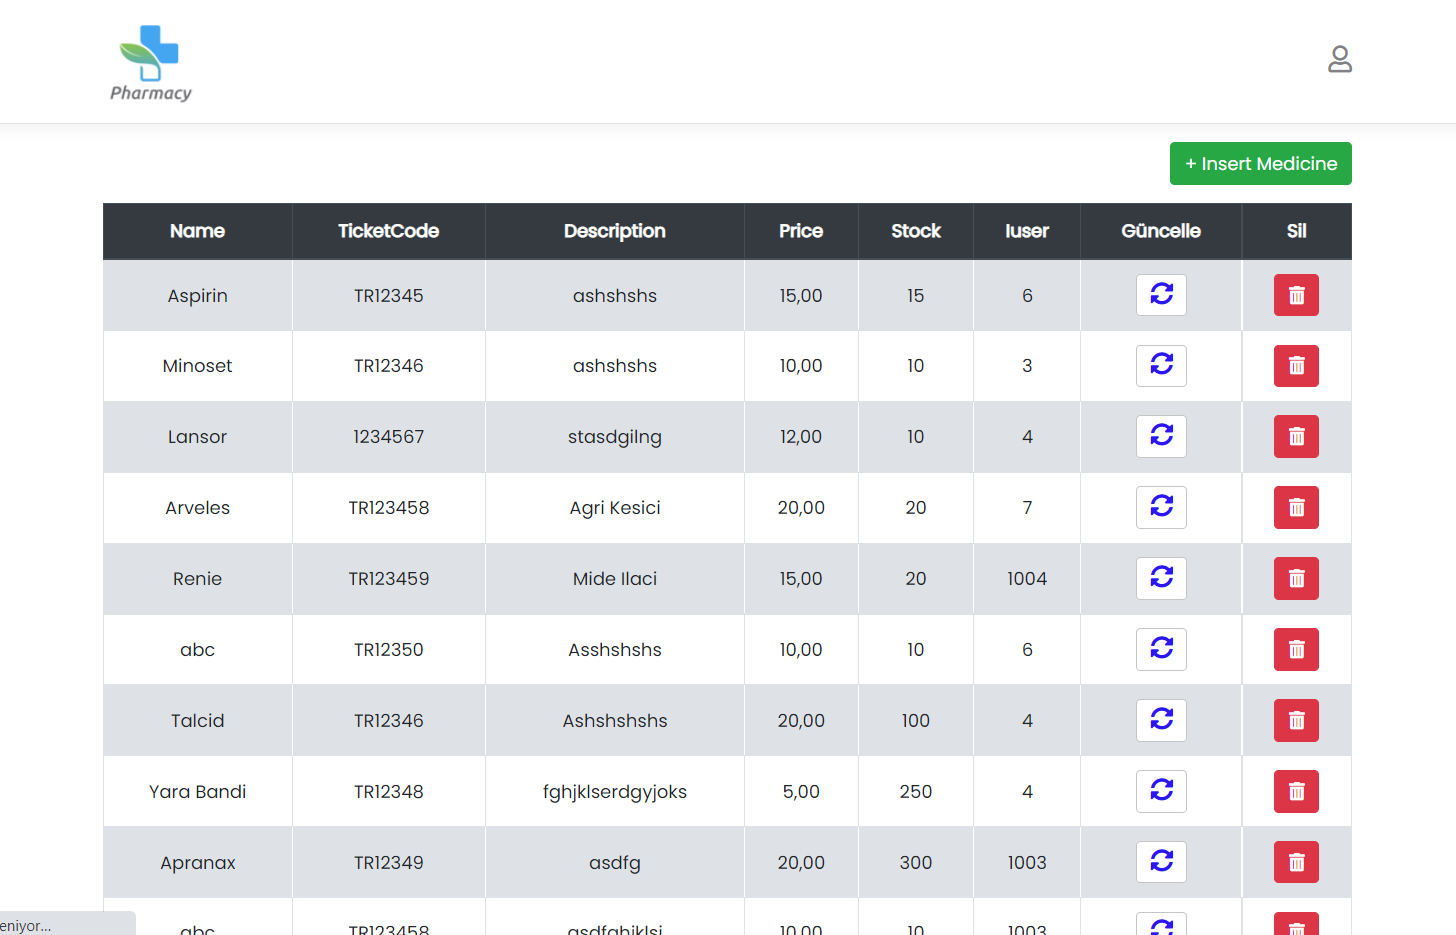 Pharmacy
+ Insert Medicine
Name TicketCode Description Price Stock Iuser Güncelle Sil
Aspirin TR12345 ashshshs 15,00 15 6
Minoset TR12346 ashshshs 10,00 10 3
Lansor 1234567 stasdgilng 12,00 10 4
Arveles TR123458 Agri Kesici 20,00 20 7
Renie TR123459 Mide Ilaci 15,00 20 1004
abc TR12350 Asshshshs 10,00 10 6
Talcid TR12346 Ashshshshs 20,00 100 4
Yara Bandi TR12348 fghjklserdgyjoks 5,00 250 4
Apranax TR12349 asdfg 20,00 300 1003
abc TR123458 10,00 10 1003
eniyor...